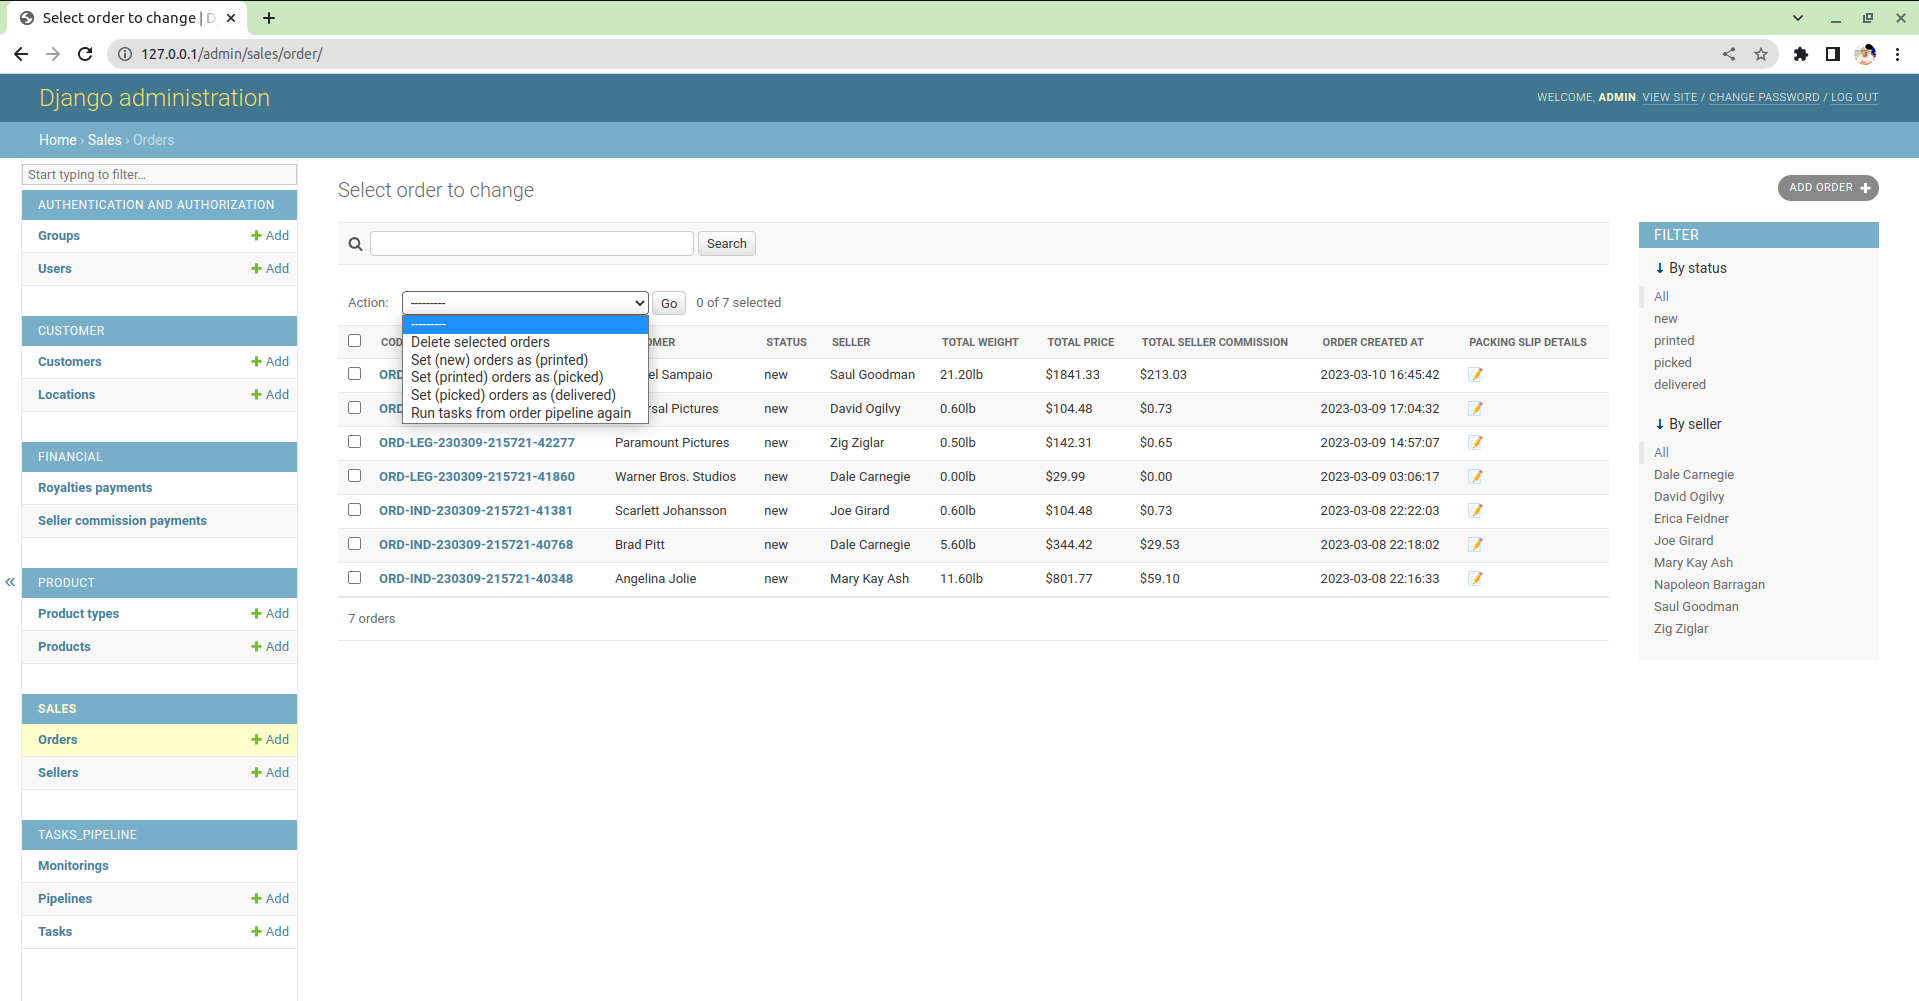 Select order to change | D
127.0.0.1/admin/sales/order/
Django administration
WELCOME, ADMIN. VIEW SITE / CHANGE PASSWORD / LOG OUT
Home › Sales › Orders
Start typing to filter...
AUTHENTICATION AND AUTHORIZATION
Groups + Add
Users + Add
CUSTOMER
Customers + Add
Locations + Add
FINANCIAL
Royalties payments
Seller commission payments
«
PRODUCT
Product types + Add
Products + Add
SALES
Orders + Add
Sellers + Add
TASKS_PIPELINE
Monitorings
Pipelines + Add
Tasks + Add
Select order to change
ADD ORDER +
Search
Action: --------- Go 0 of 7 selected
---------
Delete selected orders
Set (new) orders as (printed)
Set (printed) orders as (picked)
Set (picked) orders as (delivered)
Run tasks from order pipeline again
STATUS SELLER TOTAL WEIGHT TOTAL PRICE TOTAL SELLER COMMISSION ORDER CREATED AT PACKING SLIP DETAILS
ORD Sampaio new Saul Goodman 21.20lb $1841.33 $213.03 2023-03-10 16:45:42
ORD Pictures new David Ogilvy 0.60lb $104.48 $0.73 2023-03-09 17:04:32
ORD-LEG-230309-215721-42277 Paramount Pictures new Zig Ziglar 0.50lb $142.31 $0.65 2023-03-09 14:57:07
ORD-LEG-230309-215721-41860 Warner Bros. Studios new Dale Carnegie 0.00lb $29.99 $0.00 2023-03-09 03:06:17
ORD-IND-230309-215721-41381 Scarlett Johansson new Joe Girard 0.60lb $104.48 $0.73 2023-03-08 22:22:03
ORD-IND-230309-215721-40768 Brad Pitt new Dale Carnegie 5.60lb $344.42 $29.53 2023-03-08 22:18:02
ORD-IND-230309-215721-40348 Angelina Jolie new Mary Kay Ash 11.60lb $801.77 $59.10 2023-03-08 22:16:33
7 orders
FILTER
↓ By status
All
new
printed
picked
delivered
↓ By seller
All
Dale Carnegie
David Ogilvy
Erica Feidner
Joe Girard
Mary Kay Ash
Napoleon Barragan
Saul Goodman
Zig Ziglar